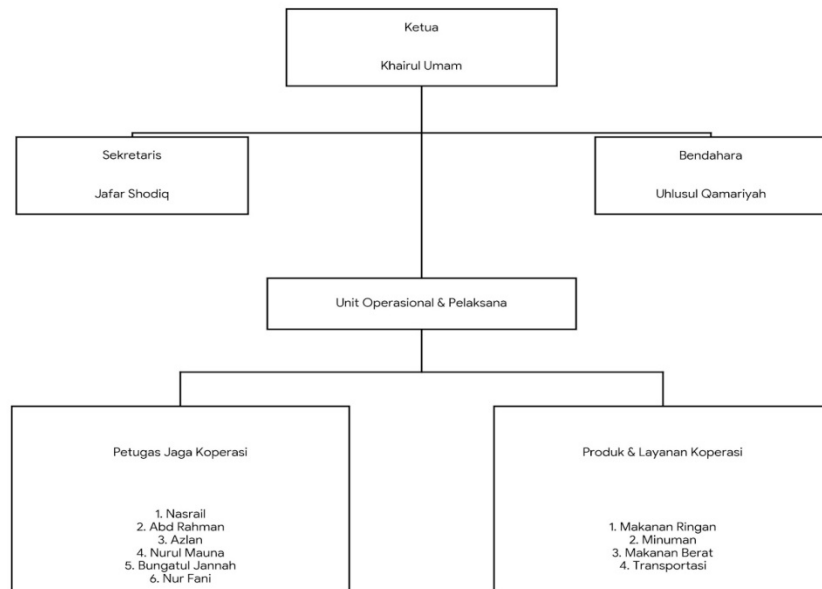 Ketua
Khairul Umam
Sekretaris
Jafar Shodiq
Bendahara
Uhlusul Qamariyah
Unit Operasional & Pelaksana
Petugas Jaga Koperasi
1. Nasrail
2. Abd Rahman
3. Azlan
4. Nurul Mauna
5. Bungatul Jannah
6. Nur Fani
Produk & Layanan Koperasi
1. Makanan Ringan
2. Minuman
3. Makanan Berat
4. Transportasi